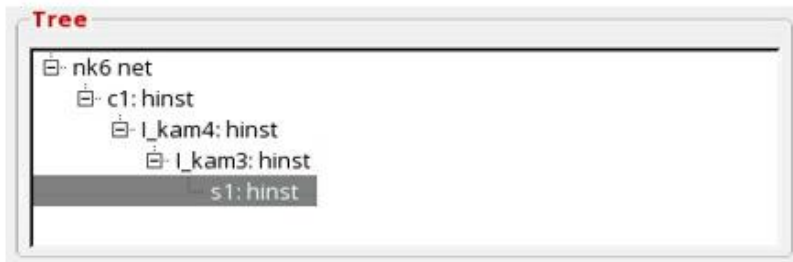 Tree
nk6 net
c1: hinst
I_kam4: hinst
I_kam3: hinst
s1: hinst